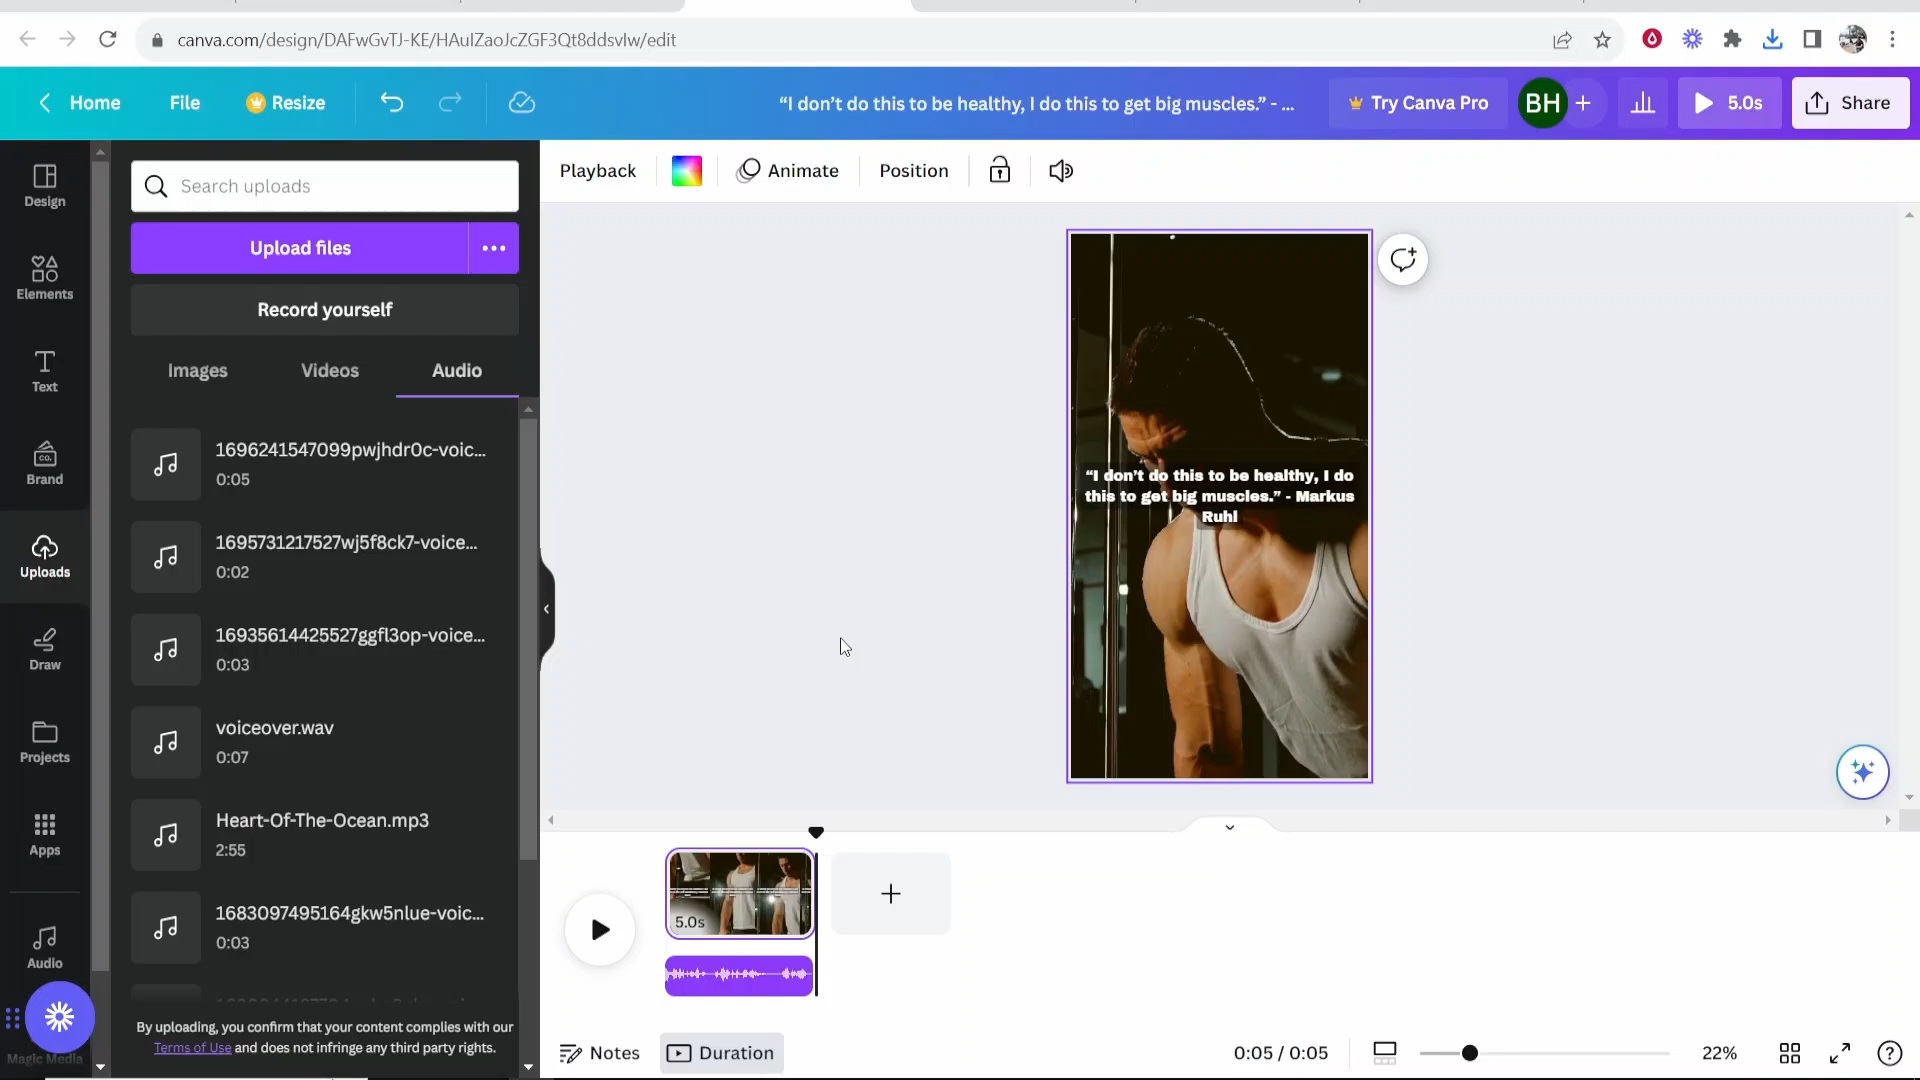 canva.com/design/DAFwGvTJ-KE/HAulZaoJcZGF3Qt8ddsvlw/edit
Home
File
Resize
“I don’t do this to be healthy, I do this to get big muscles.” - ...
Try Canva Pro
BH
+
5.0s
Share
Design
Elements
Text
CO.
Brand
Uploads
Draw
Projects
Apps
Audio
Magic Media
Search uploads
Upload files
Record yourself
Images
Videos
Audio
1696241547099pwjhdr0c-voic...
0:05
1695731217527wj5f8ck7-voice...
0:02
16935614425527ggfl3op-voice...
0:03
voiceover.wav
0:07
Heart-Of-The-Ocean.mp3
2:55
1683097495164gkw5nlue-voic...
0:03
By uploading, you confirm that your content complies with our
Terms of Use and does not infringe any third party rights.
Playback
Animate
Position
“I don’t do this to be healthy, I do
this to get big muscles.” - Markus
Ruhl
5.0s
Notes
Duration
0:05 / 0:05
22%